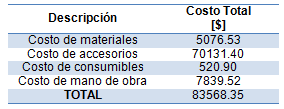 Descripción Costo Total
[$]
Costo de materiales 5076.53
Costo de accesorios 70131.40
Costo de consumibles 520.90
Costo de mano de obra 7839.52
TOTAL 83568.35